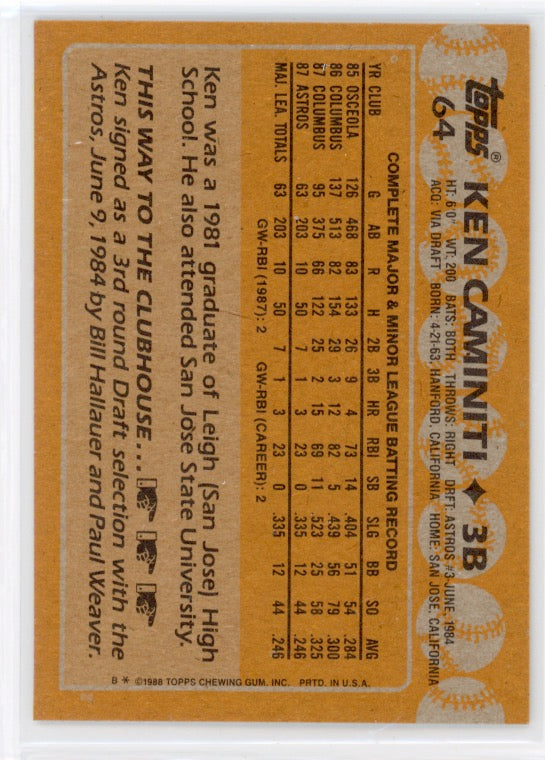 topps®
64
KEN CAMINITI ♦ 3B
HT: 6'0" WT: 200 BATS: BOTH THROWS: RIGHT DRFT: ASTROS #3-JUNE, 1984
ACQ: VIA DRAFT BORN: 4-21-63, HANFORD, CALIFORNIA HOME: SAN JOSE, CALIFORNIA
COMPLETE MAJOR & MINOR LEAGUE BATTING RECORD
YR CLUB G AB R H 2B 3B HR RBI SB SLG BB SO AVG
85 OSCEOLA 126 468 83 133 26 9 4 73 14 .404 51 54 .284
86 COLUMBUS 137 513 82 154 29 3 12 82 5 .439 56 79 .300
87 COLUMBUS 95 375 66 122 25 2 15 69 11 .523 25 58 .325
87 ASTROS 63 203 10 50 7 1 3 23 0 .335 12 44 .246
MAJ. LEA. TOTALS 63 203 10 50 7 1 3 23 0 .335 12 44 .246
GW-RBI (1987): 2 GW-RBI (CAREER): 2
Ken was a 1981 graduate of Leigh (San Jose) High
School. He also attended San Jose State University.
THIS WAY TO THE CLUBHOUSE . . .
Ken signed as a 3rd round Draft selection with the
Astros, June 9, 1984 by Bill Hallauer and Paul Weaver.
B * ©1988 TOPPS CHEWING GUM, INC. PRTD. IN U.S.A.